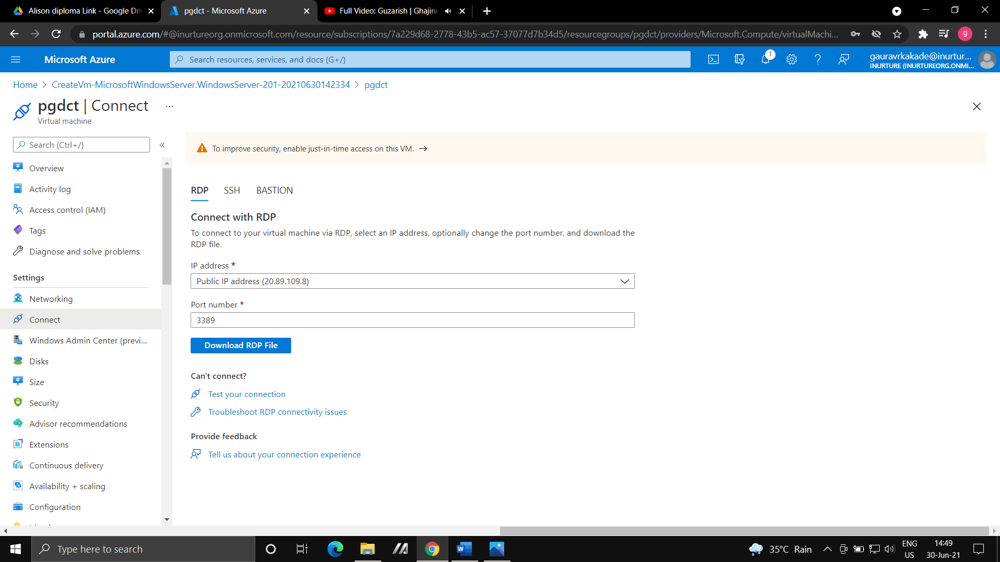 Alison diploma Link - Google Dri
pgdct - Microsoft Azure
Full Video: Guzarish | Ghajini
portal.azure.com/#@inurtureorg.onmicrosoft.com/resource/subscriptions/7a229d68-2778-43b5-ac57-37077d7b34d5/resourcegroups/pgdct/providers/Microsoft.Compute/virtualMachi...
g
Microsoft Azure
Search resources, services, and docs (G+/)
1
gauravrkakade@inurtur...
INURTURE (INURTUREORG.ONMI...
Home > CreateVm-MicrosoftWindowsServer.WindowsServer-201-20210630142334 > pgdct
pgdct | Connect ...
Virtual machine
Search (Ctrl+/)
«
Overview
Activity log
Access control (IAM)
Tags
Diagnose and solve problems
Settings
Networking
Connect
Windows Admin Center (previ...
Disks
Size
Security
Advisor recommendations
Extensions
Continuous delivery
Availability + scaling
Configuration
To improve security, enable just-in-time access on this VM. →
RDP SSH BASTION
Connect with RDP
To connect to your virtual machine via RDP, select an IP address, optionally change the port number, and download the
RDP file.
IP address *
Public IP address (20.89.109.8)
Port number *
3389
Download RDP File
Can't connect?
Test your connection
Troubleshoot RDP connectivity issues
Provide feedback
Tell us about your connection experience
Type here to search
35°C Rain
ENG
US
14:49
30-Jun-21